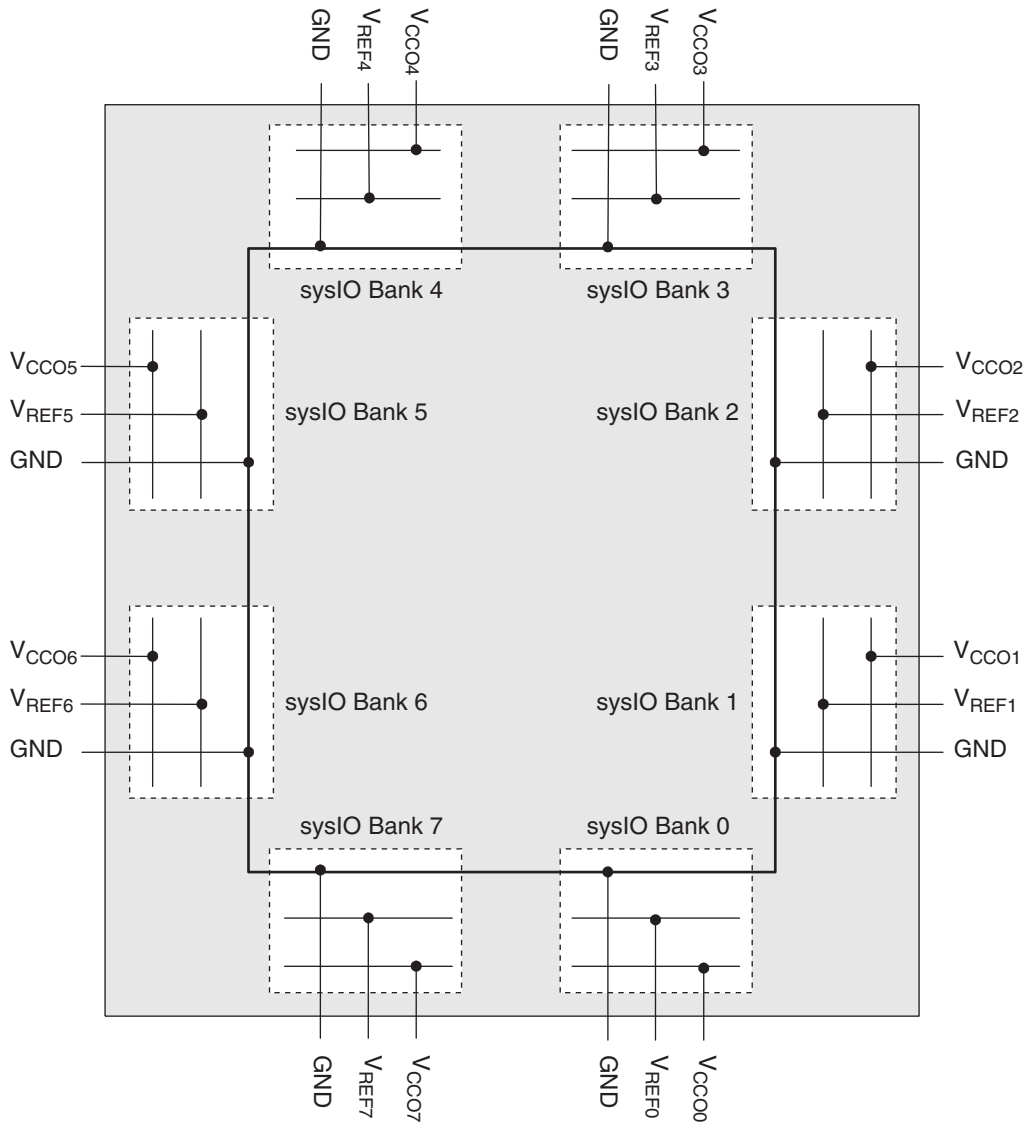 GND
VREF4
VCCO4
GND
VREF3
VCCO3
sysIO Bank 4
sysIO Bank 3
VCCO5
VREF5
GND
sysIO Bank 5
sysIO Bank 2
VCCO2
VREF2
GND
VCCO6
VREF6
GND
sysIO Bank 6
sysIO Bank 1
VCCO1
VREF1
GND
sysIO Bank 7
sysIO Bank 0
GND
VREF7
VCCO7
GND
VREF0
VCCO0